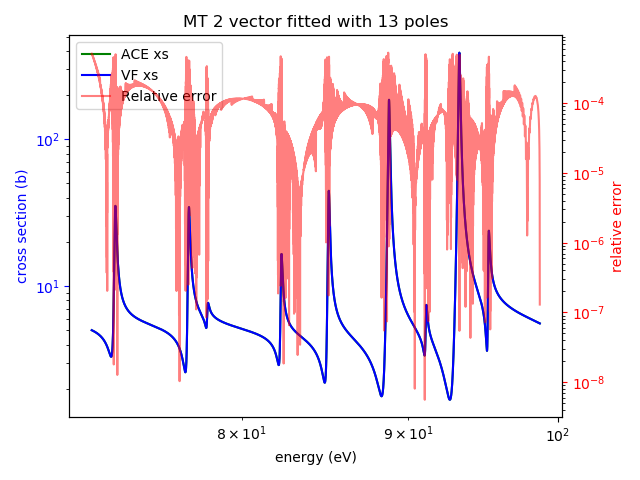 MT 2 vector fitted with 13 poles
ACE xs
VF xs
Relative error
cross section (b)
10²
10¹
relative error
10⁻⁴
10⁻⁵
10⁻⁶
10⁻⁷
10⁻⁸
8 × 10¹
9 × 10¹
10²
energy (eV)